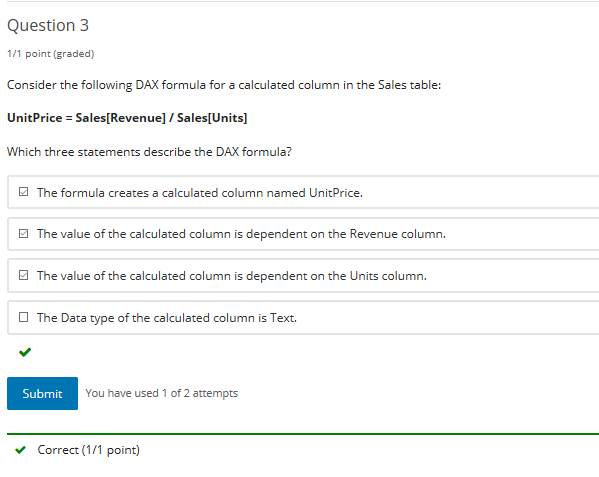 Question 3
1/1 point (graded)
Consider the following DAX formula for a calculated column in the Sales table:
UnitPrice = Sales[Revenue] / Sales[Units]
Which three statements describe the DAX formula?
The formula creates a calculated column named UnitPrice.
The value of the calculated column is dependent on the Revenue column.
The value of the calculated column is dependent on the Units column.
The Data type of the calculated column is Text.
Submit You have used 1 of 2 attempts
Correct (1/1 point)